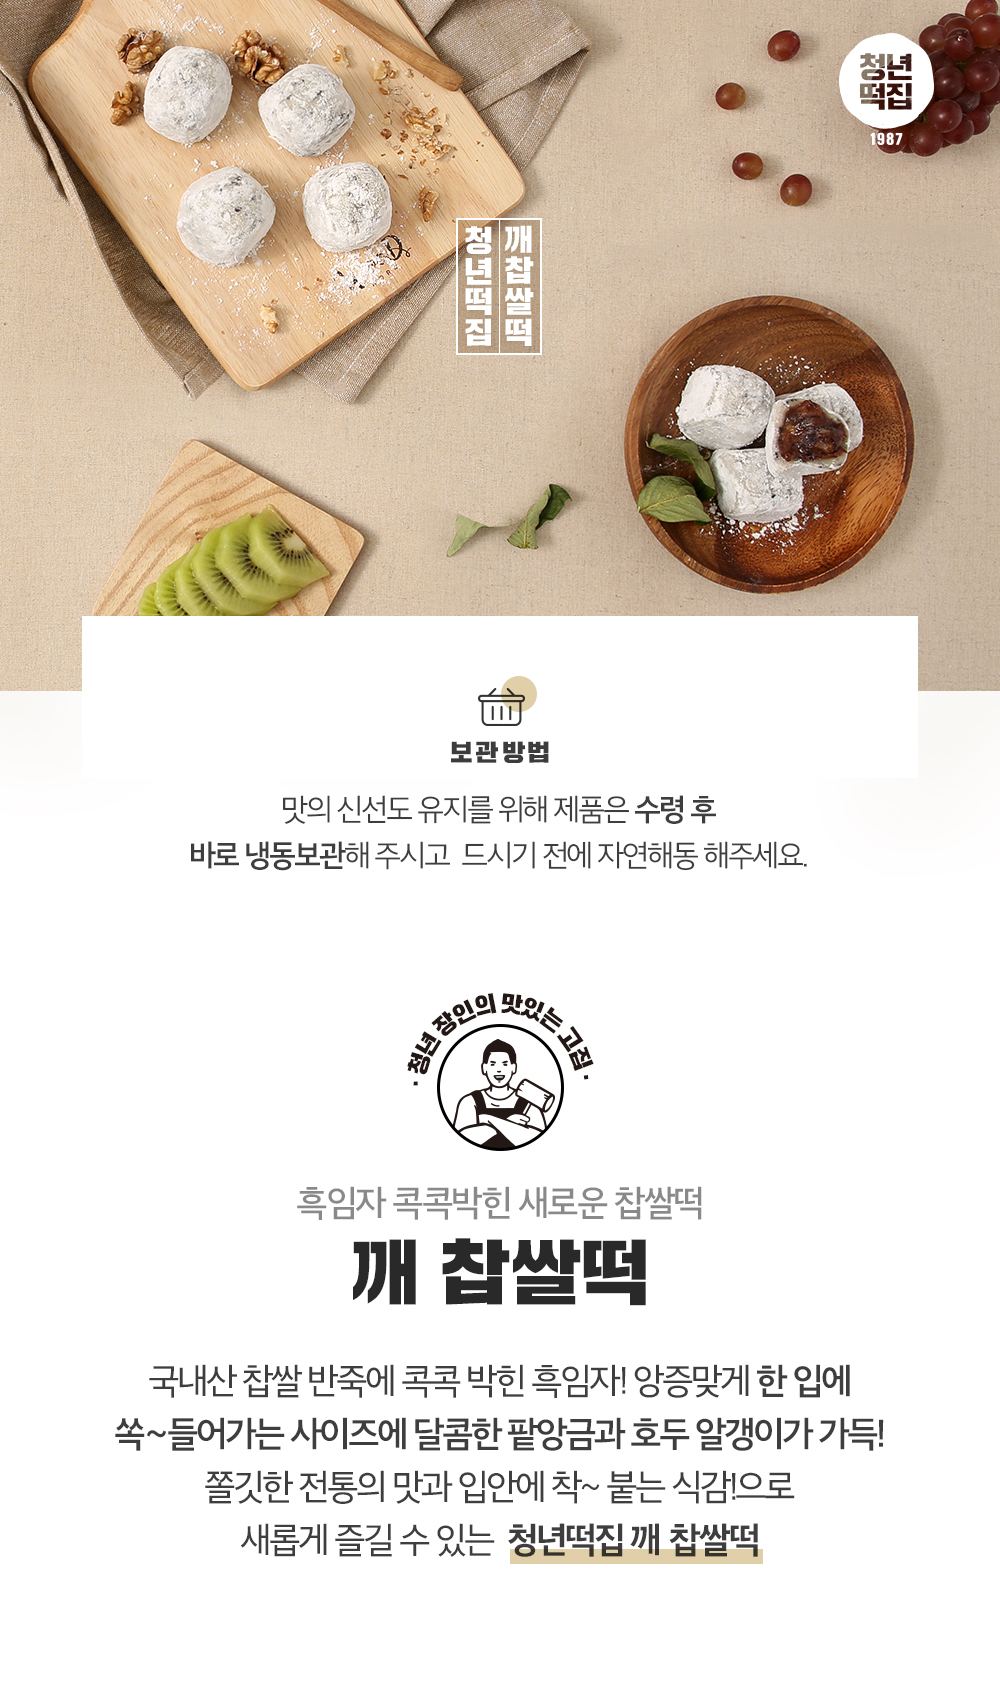 청년
떡집
1987
깨찹쌀떡
청년떡집
보관방법
맛의 신선도 유지를 위해 제품은 수령 후
바로 냉동보관해 주시고 드시기 전에 자연해동 해주세요.
· 청년 장인의 맛있는 고집 ·
흑임자 콕콕박힌 새로운 찹쌀떡
깨 찹쌀떡
국내산 찹쌀 반죽에 콕콕 박힌 흑임자! 앙증맞게 한 입에
쏙~들어가는 사이즈에 달콤한 팥앙금과 호두 알갱이가 가득!
쫄깃한 전통의 맛과 입안에 착~ 붙는 식감!으로
새롭게 즐길 수 있는 청년떡집 깨 찹쌀떡